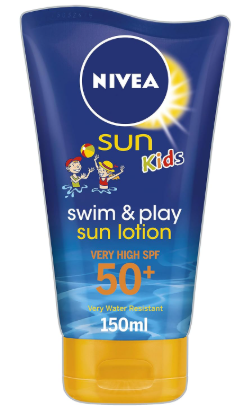 NIVEA
sun
Kids
swim & play
sun lotion
VERY HIGH SPF
50+
Very Water Resistant
150ml